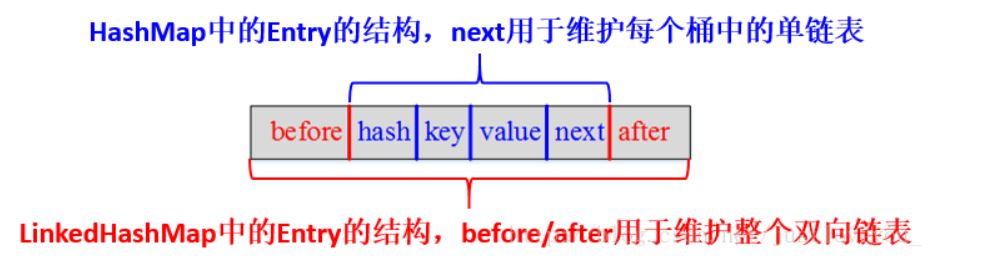 HashMap中的Entry的结构，next用于维护每个桶中的单链表
before hash key value next after
LinkedHashMap中的Entry的结构，before/after用于维护整个双向链表